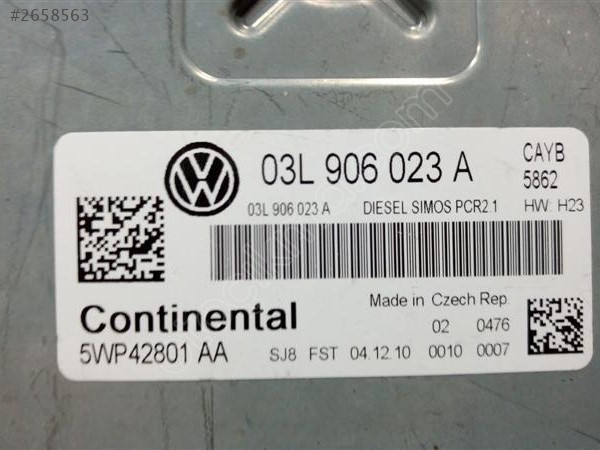 #2658563
03L 906 023 A
CAYB
5862
03L 906 023 A DIESEL SIMOS PCR2.1 HW: H23
Continental
Made in Czech Rep.
02 0476
5WP42801 AA SJ8 FST 04.12.10 0010 0007